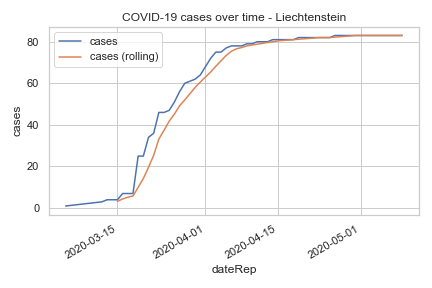 COVID-19 cases over time - Liechtenstein
cases
cases (rolling)
80
60
40
20
0
cases
2020-03-15
2020-04-01
2020-04-15
2020-05-01
dateRep